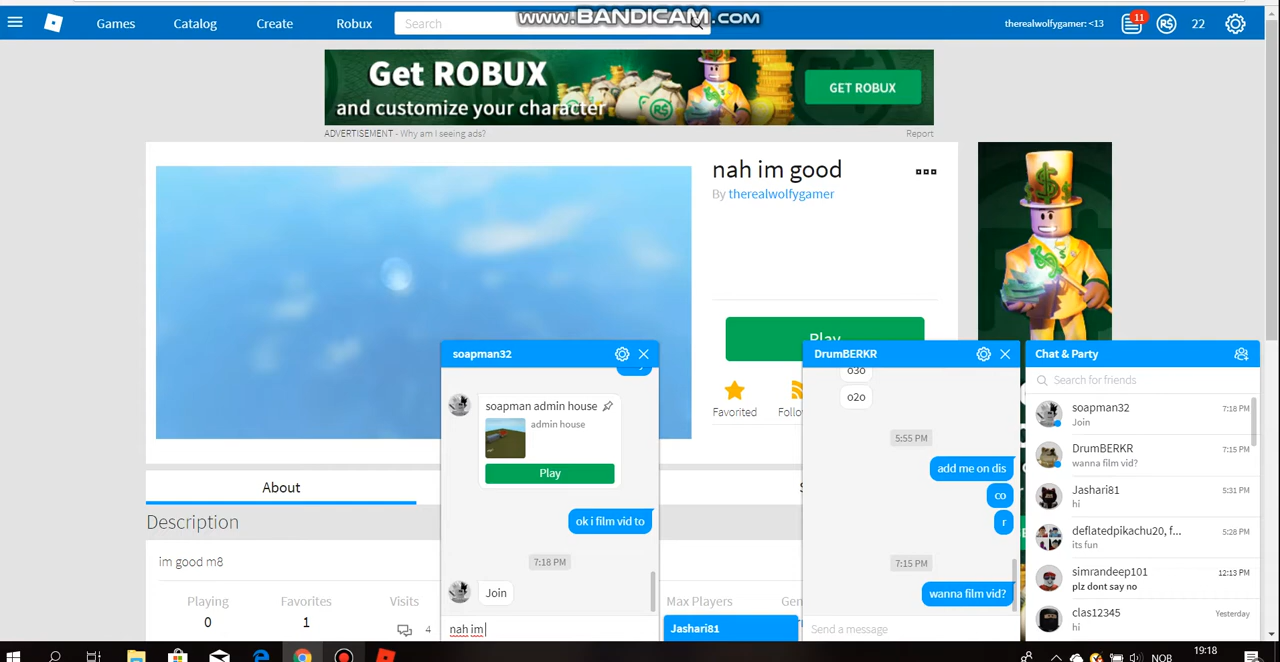 www.BANDICAM.COM
Games Catalog Create Robux Search therealwolfygamer: <13 11 R$ 22
Get ROBUX
and customize your character
GET ROBUX
ADVERTISEMENT - Why am I seeing ads? Report
nah im good
By therealwolfygamer
Play
Favorited Follo
About
Description
im good m8
Playing Favorites Visits Max Players Gen
0 1
soapman32
soapman admin house
admin house
Play
ok i film vid to
7:18 PM
Join
nah im
4
Jashari81
DrumBERKR
o3o
o2o
5:55 PM
add me on dis
co
r
7:15 PM
wanna film vid?
Send a message
Chat & Party
Search for friends
soapman32 7:18 PM
Join
DrumBERKR 7:15 PM
wanna film vid?
Jashari81 5:31 PM
hi
deflatedpikachu20, f... 5:28 PM
its fun
simrandeep101 12:13 PM
plz dont say no
clas12345 Yesterday
hi
NOB 19:18